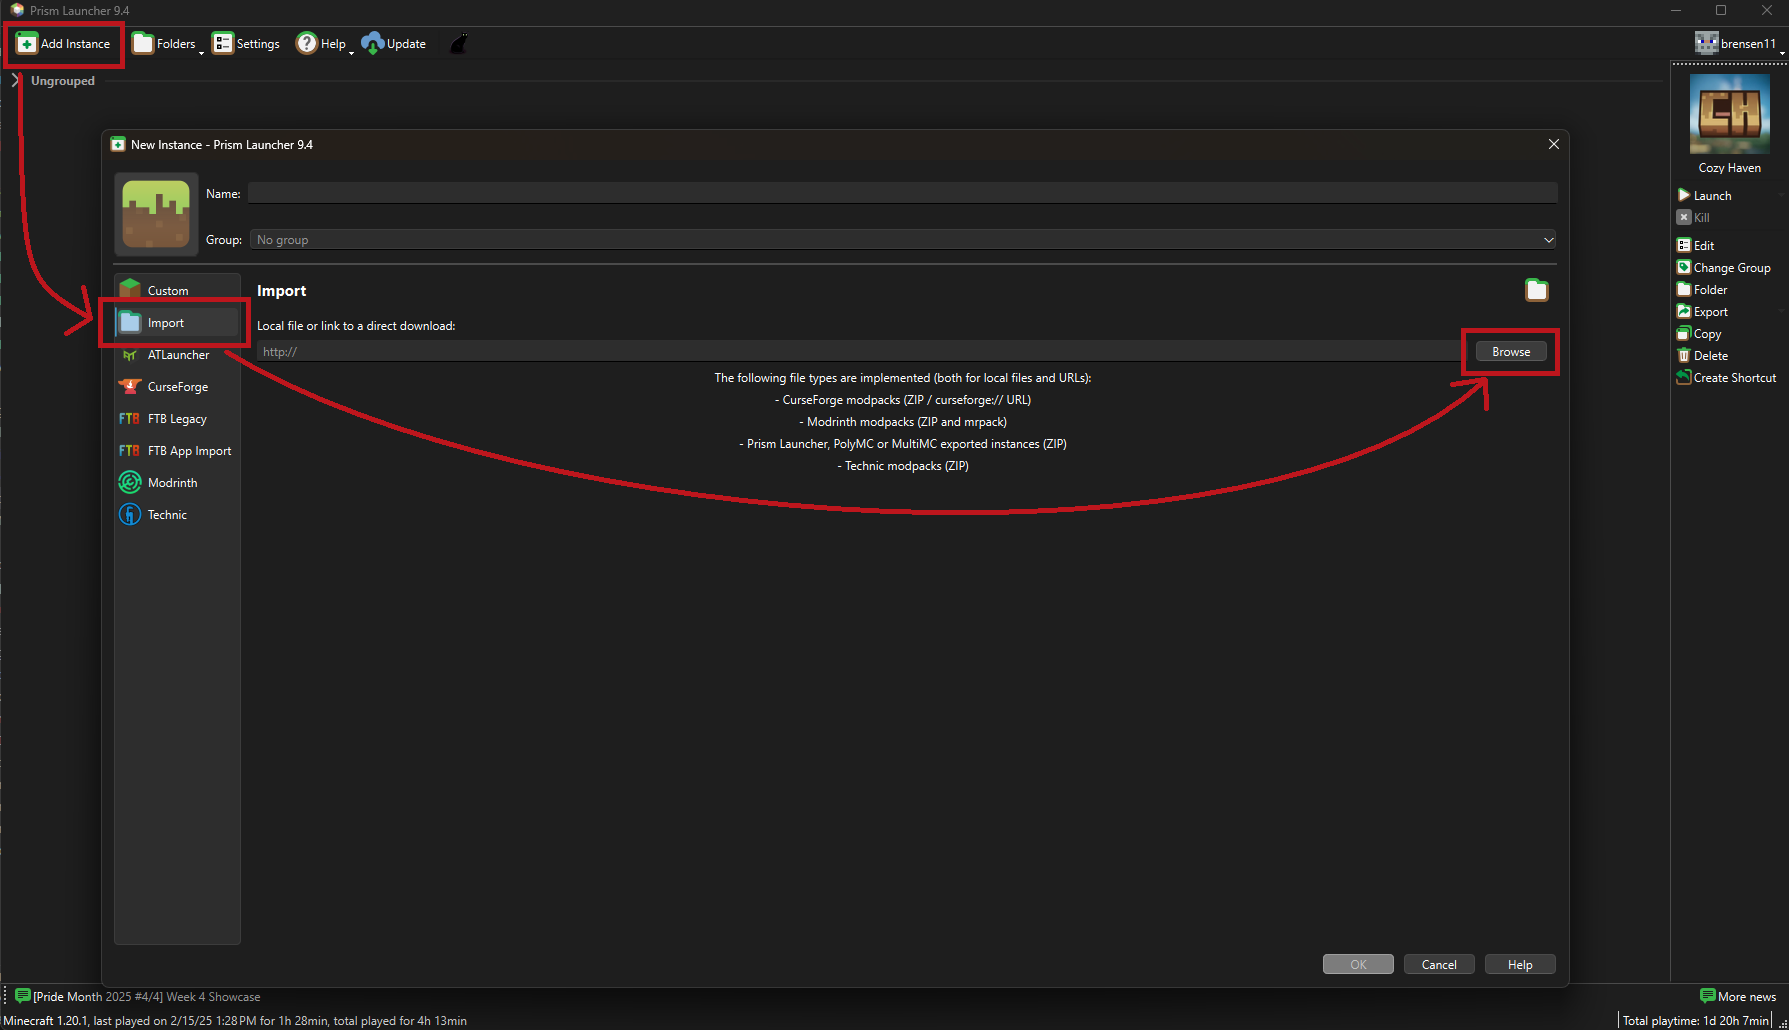 Prism Launcher 9.4
Add Instance
Folders
Settings
Help
Update
brensen11
Ungrouped
CH
Cozy Haven
Launch
Kill
Edit
Change Group
Folder
Export
Copy
Delete
Create Shortcut
New Instance - Prism Launcher 9.4
Name:
Group:
No group
Custom
Import
ATLauncher
CurseForge
FTB FTB Legacy
FTB FTB App Import
Modrinth
Technic
Import
Local file or link to a direct download:
http://
Browse
The following file types are implemented (both for local files and URLs):
- CurseForge modpacks (ZIP / curseforge:// URL)
- Modrinth modpacks (ZIP and mrpack)
- Prism Launcher, PolyMC or MultiMC exported instances (ZIP)
- Technic modpacks (ZIP)
OK
Cancel
Help
[Pride Month 2025 #4/4] Week 4 Showcase
More news
Minecraft 1.20.1, last played on 2/15/25 1:28 PM for 1h 28min, total played for 4h 13min
Total playtime: 1d 20h 7min